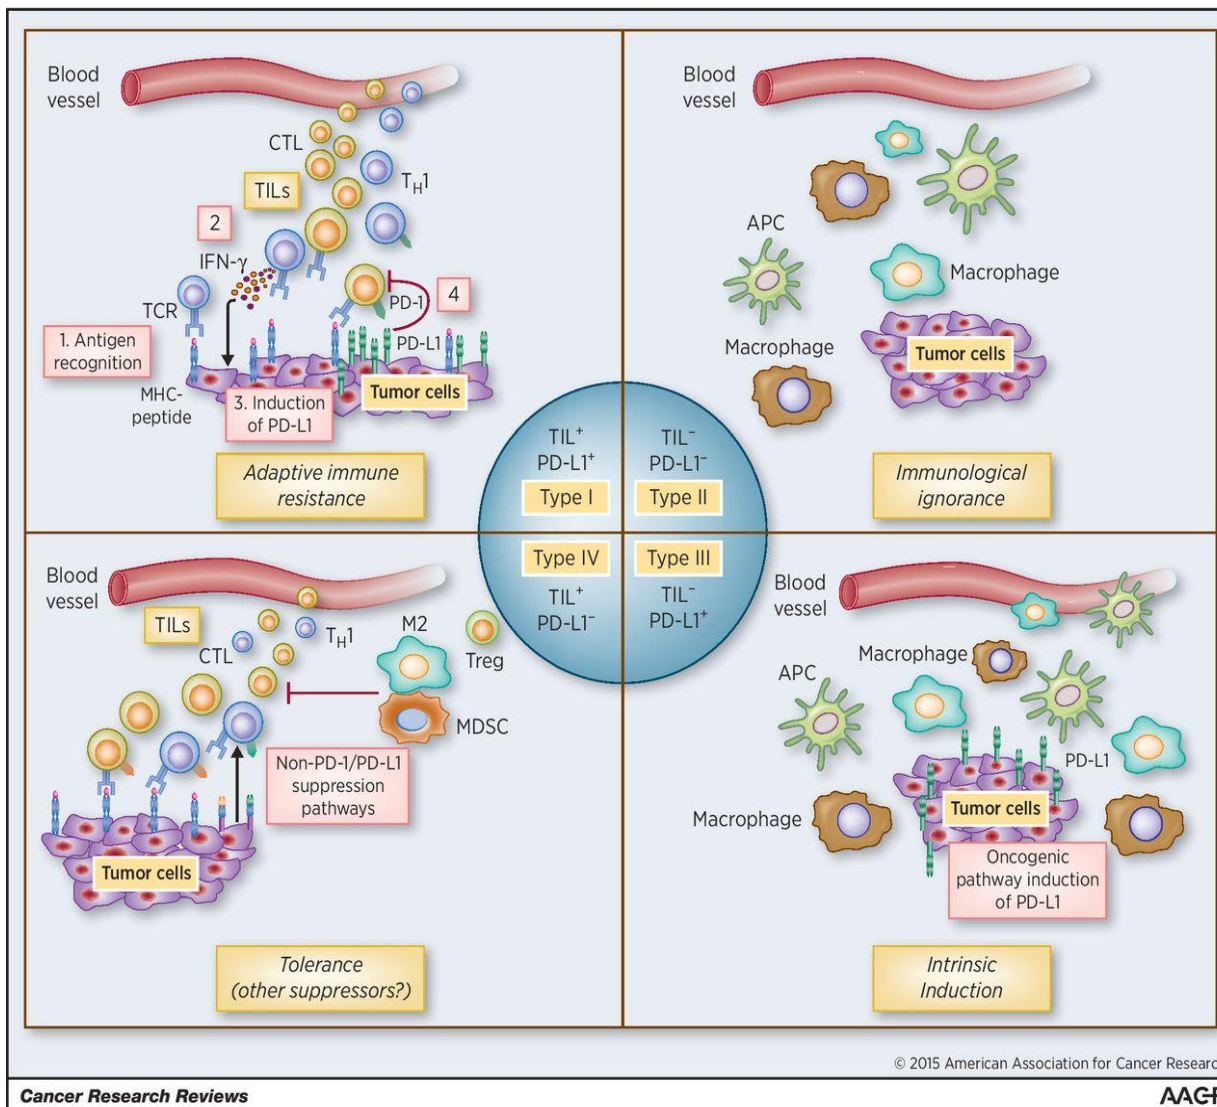 Blood
vessel
CTL
TILs
T_H1
2
IFN-γ
TCR
PD-1
4
1. Antigen
recognition
PD-L1
MHC-
peptide
3. Induction
of PD-L1
Tumor cells
Adaptive immune
resistance
Blood
vessel
APC
Macrophage
Macrophage
Tumor cells
Immunological
ignorance
TIL⁺
PD-L1⁺
Type I
TIL⁻
PD-L1⁻
Type II
Type IV
TIL⁺
PD-L1⁻
Type III
TIL⁻
PD-L1⁺
Blood
vessel
TILs
CTL
T_H1
M2
Treg
MDSC
Non-PD-1/PD-L1
suppression
pathways
Tumor cells
Tolerance
(other suppressors?)
Blood
vessel
Macrophage
APC
PD-L1
Macrophage
Tumor cells
Oncogenic
pathway induction
of PD-L1
Intrinsic
Induction
© 2015 American Association for Cancer Research
Cancer Research Reviews